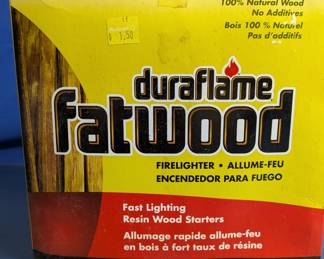 100% Natural Wood
No Additives
Bois 100 % Naturel
Pas d'additifs
$ 1.50
duraflame
fatwood
FIRELIGHTER • ALLUME-FEU
ENCENDEDOR PARA FUEGO
Fast Lighting
Resin Wood Starters
Allumage rapide allume-feu
en bois à fort taux de résine